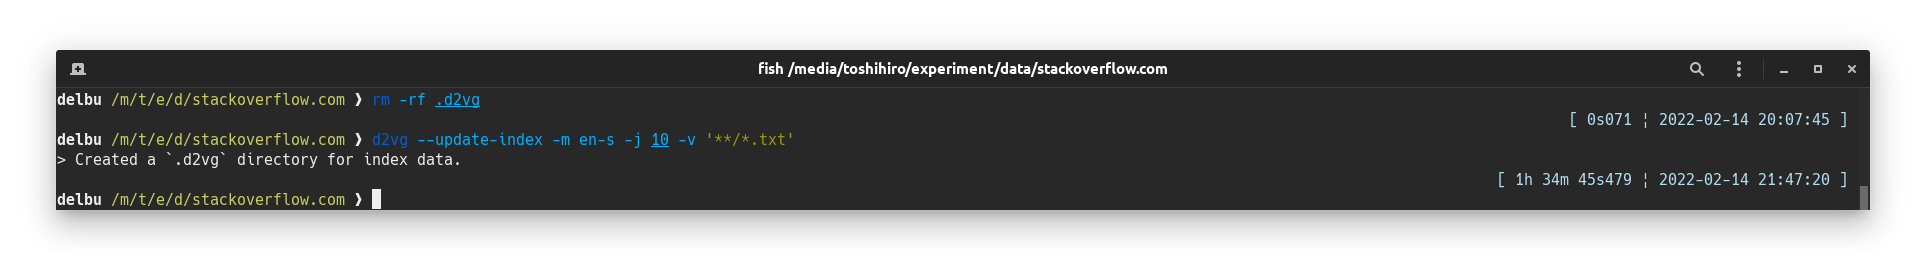 fish /media/toshihiro/experiment/data/stackoverflow.com
delbu /m/t/e/d/stackoverflow.com ❯ rm -rf .d2vg
[ 0s071 ¦ 2022-02-14 20:07:45 ]
delbu /m/t/e/d/stackoverflow.com ❯ d2vg --update-index -m en-s -j 10 -v '**/*.txt'
> Created a `.d2vg` directory for index data.
[ 1h 34m 45s479 ¦ 2022-02-14 21:47:20 ]
delbu /m/t/e/d/stackoverflow.com ❯